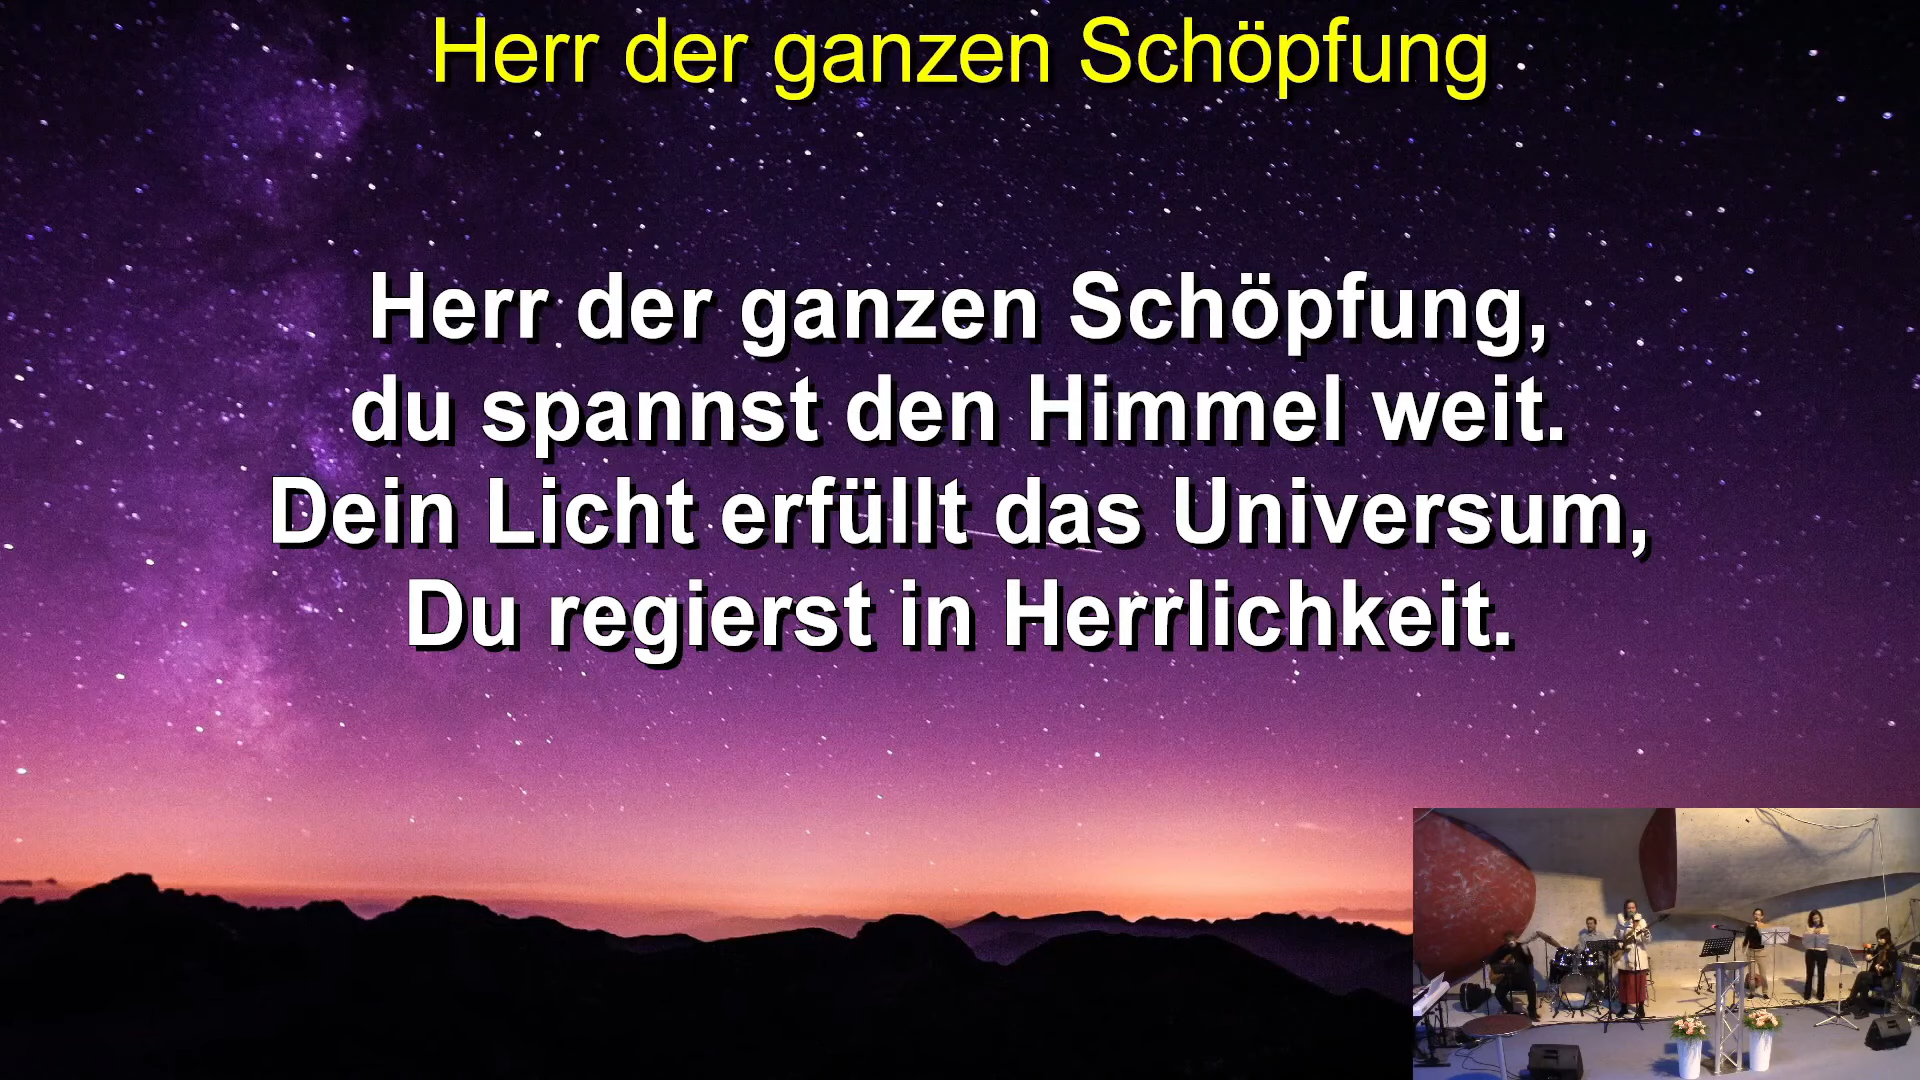 Herr der ganzen Schöpfung
Herr der ganzen Schöpfung,
du spannst den Himmel weit.
Dein Licht erfüllt das Universum,
Du regierst in Herrlichkeit.